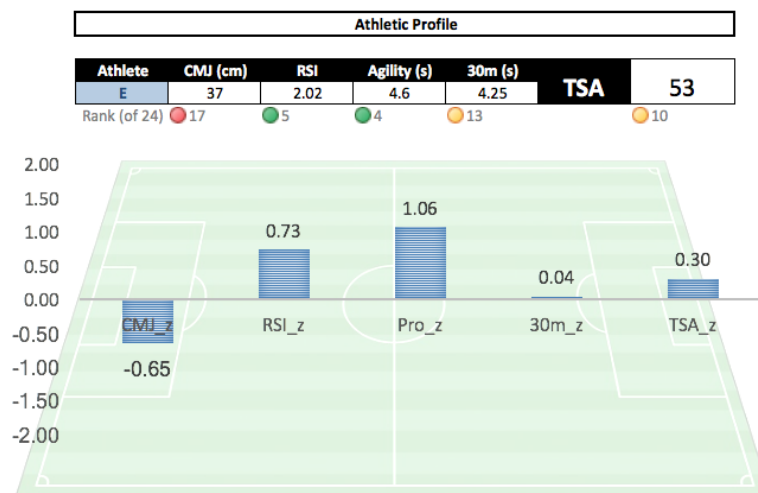 Athletic Profile
Athlete CMJ (cm) RSI Agility (s) 30m (s) TSA 53
E 37 2.02 4.6 4.25
Rank (of 24) 17 5 4 13 10
2.00
1.50
1.00
0.50
0.00
-0.50
-1.00
-1.50
-2.00
1.06
0.73
0.30
0.04
CMJ_z RSI_z Pro_z 30m_z TSA_z
-0.65